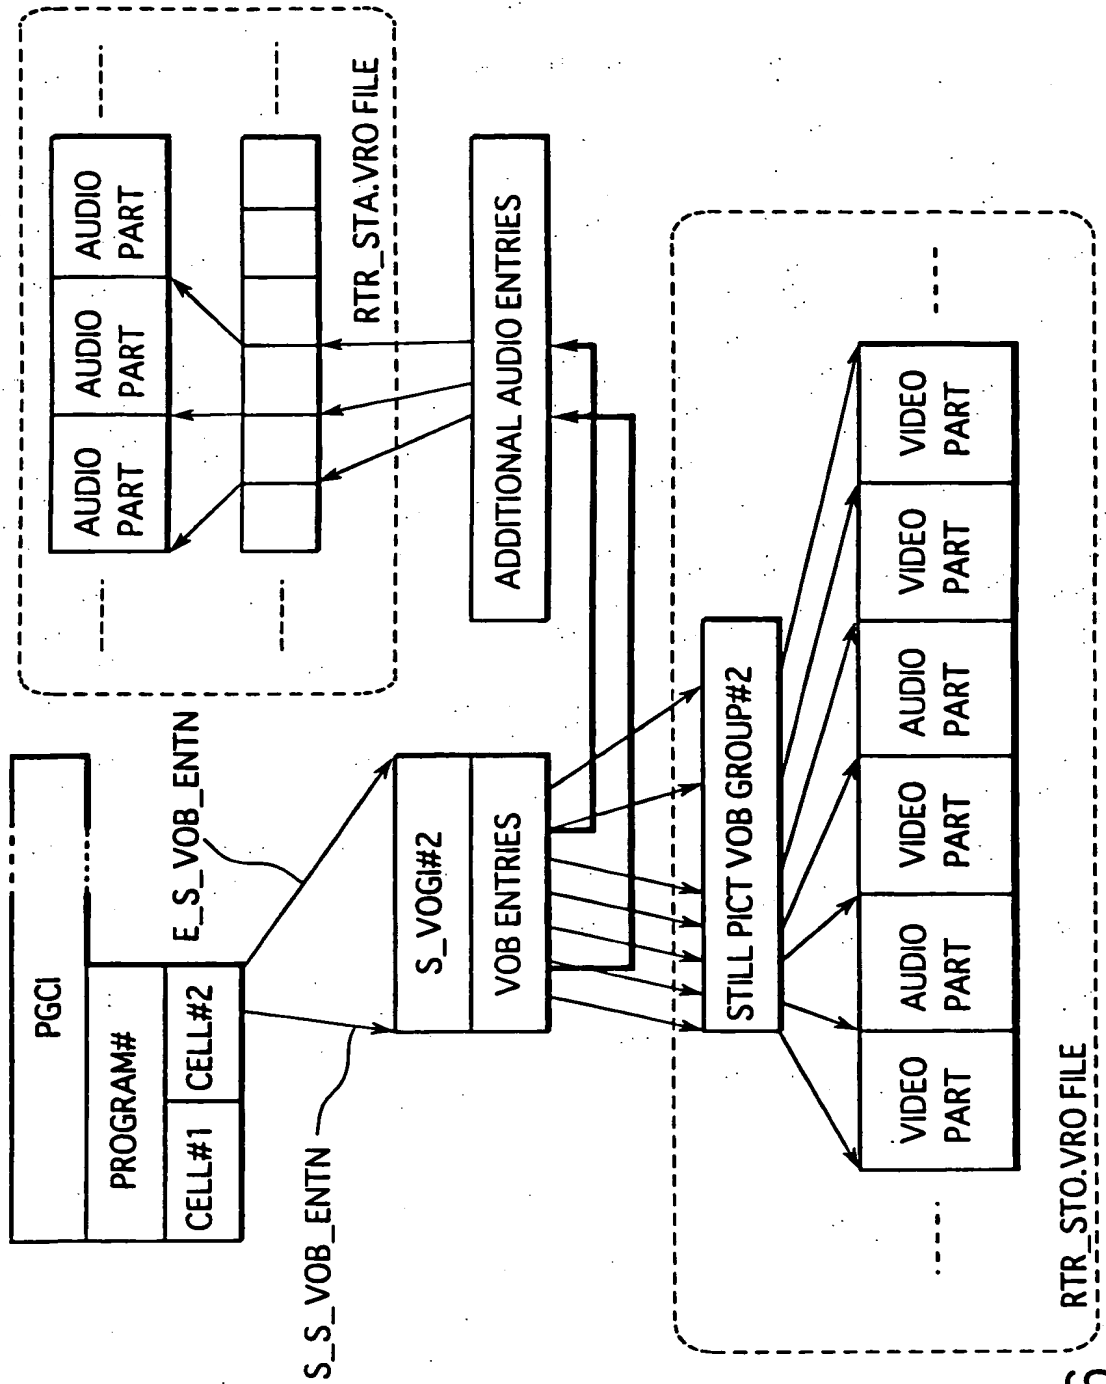 PGCI
PROGRAM#
CELL#1
CELL#2
S_S_VOB_ENTN
E_S_VOB_ENTN
S_VOGI#2
VOB ENTRIES
AUDIO
PART
AUDIO
PART
AUDIO
PART
RTR_STA.VRO FILE
ADDITIONAL AUDIO ENTRIES
STILL PICT VOB GROUP#2
VIDEO
PART
AUDIO
PART
VIDEO
PART
AUDIO
PART
VIDEO
PART
VIDEO
PART
RTR_STO.VRO FILE